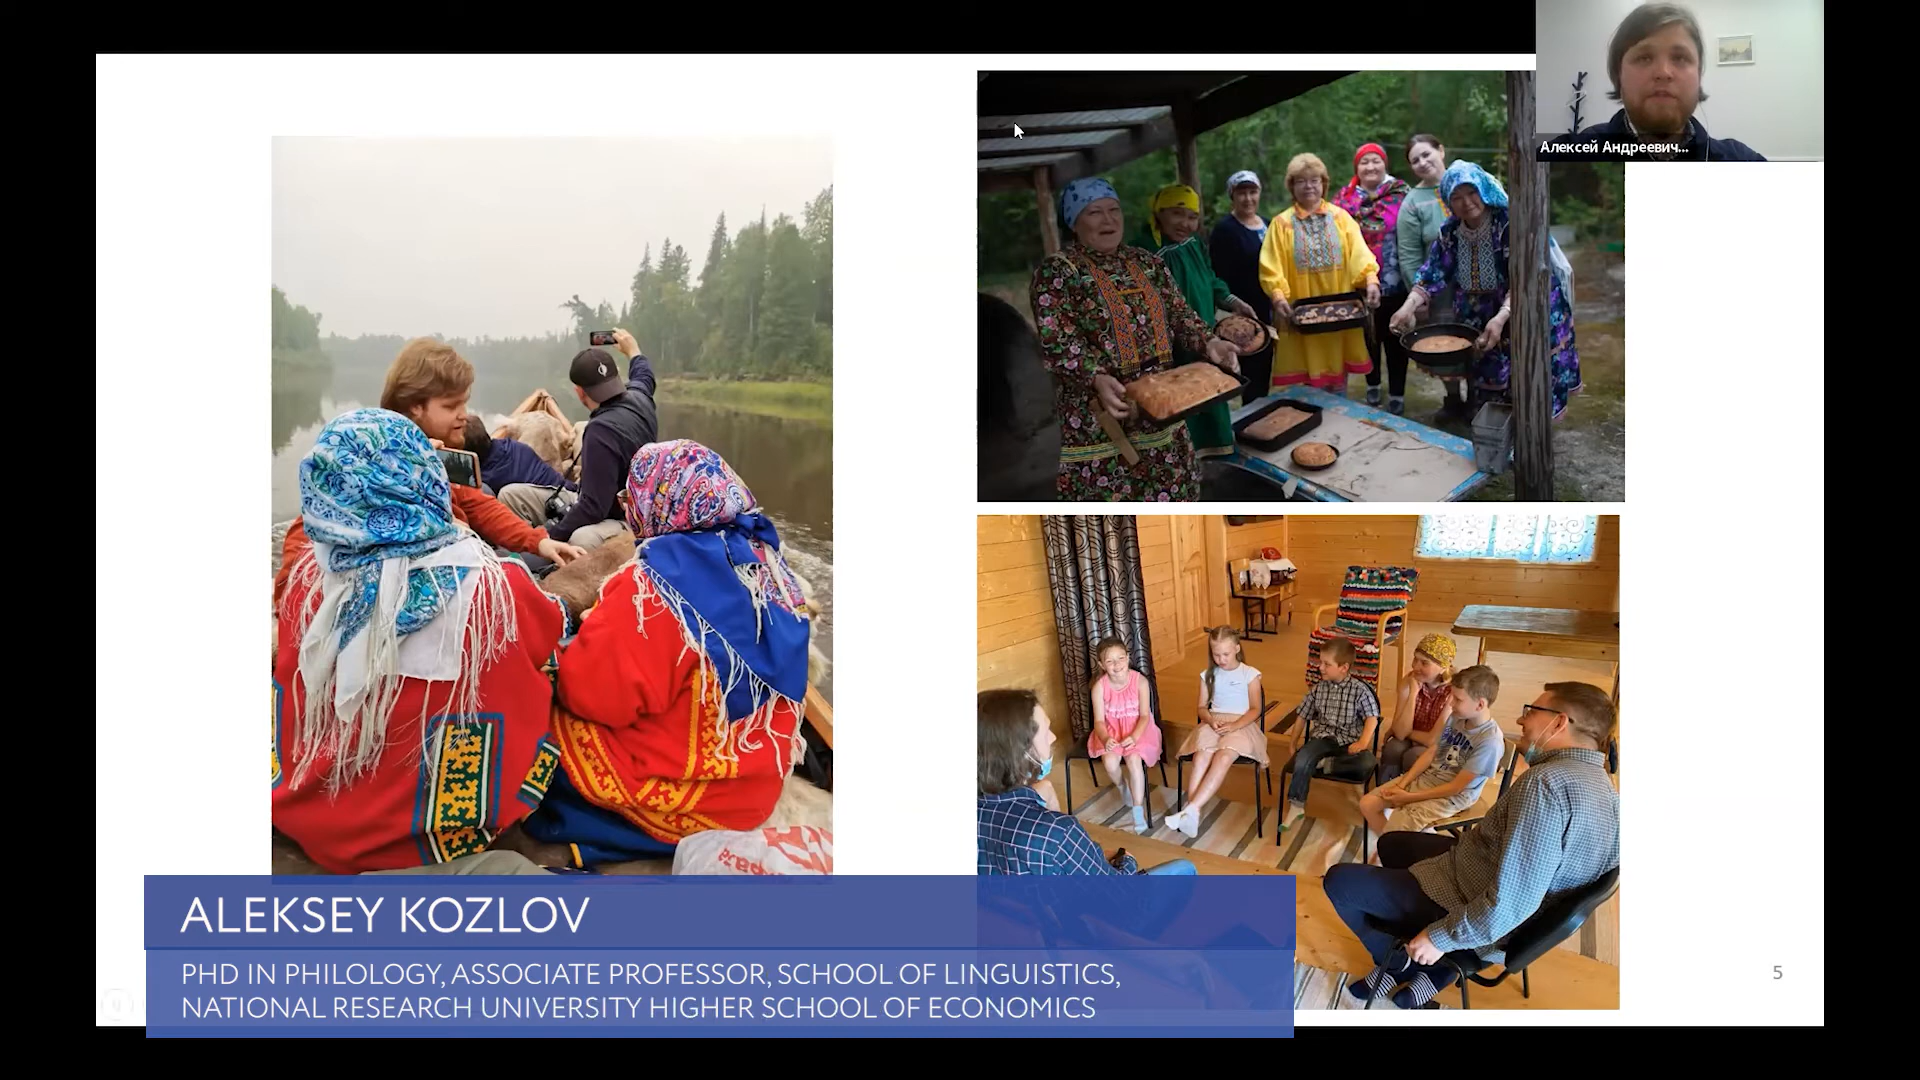 Алексей Андреевич...
ALEKSEY KOZLOV
PHD IN PHILOLOGY, ASSOCIATE PROFESSOR, SCHOOL OF LINGUISTICS,
NATIONAL RESEARCH UNIVERSITY HIGHER SCHOOL OF ECONOMICS
5